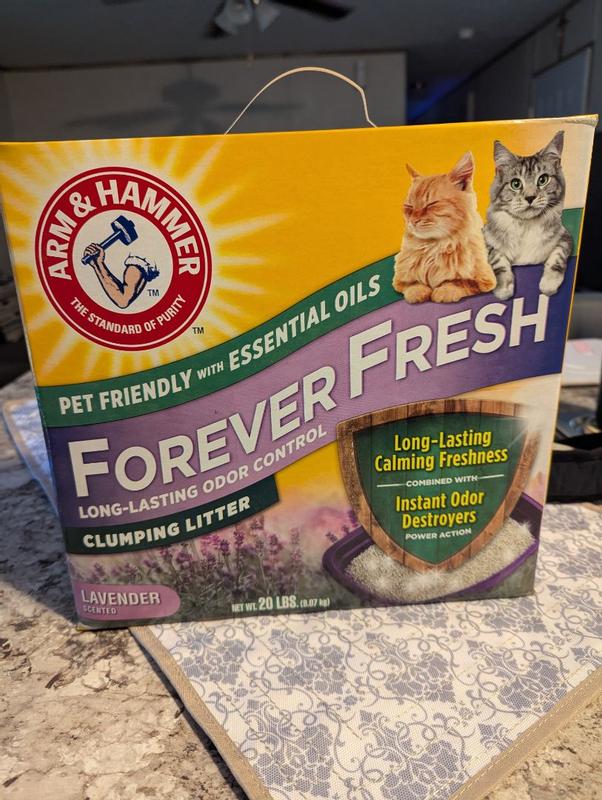 ARM & HAMMER
THE STANDARD OF PURITY
TM
TM
PET FRIENDLY WITH ESSENTIAL OILS
FOREVER FRESH
LONG-LASTING ODOR CONTROL
CLUMPING LITTER
Long-Lasting
Calming Freshness
COMBINED WITH
Instant Odor
Destroyers
POWER ACTION
LAVENDER
SCENTED
NET WT. 20 LBS. (9.07 kg)